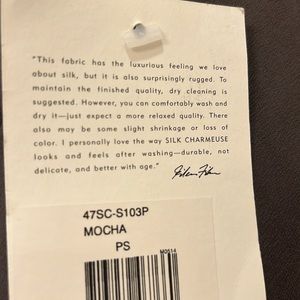 "This fabric has the luxurious feeling we
love about silk, but it is also surprisingly rugged. To
maintain the finished quality, dry cleaning is
suggested. However, you can comfortably wash and
dry it—just expect a more relaxed quality. There
also may be some slight shrinkage or loss of
color. I personally love the way SILK CHARMEUSE
looks and feels after washing—durable, not
delicate, and better with age."
47SC-S103P
MOCHA
PS
M0514